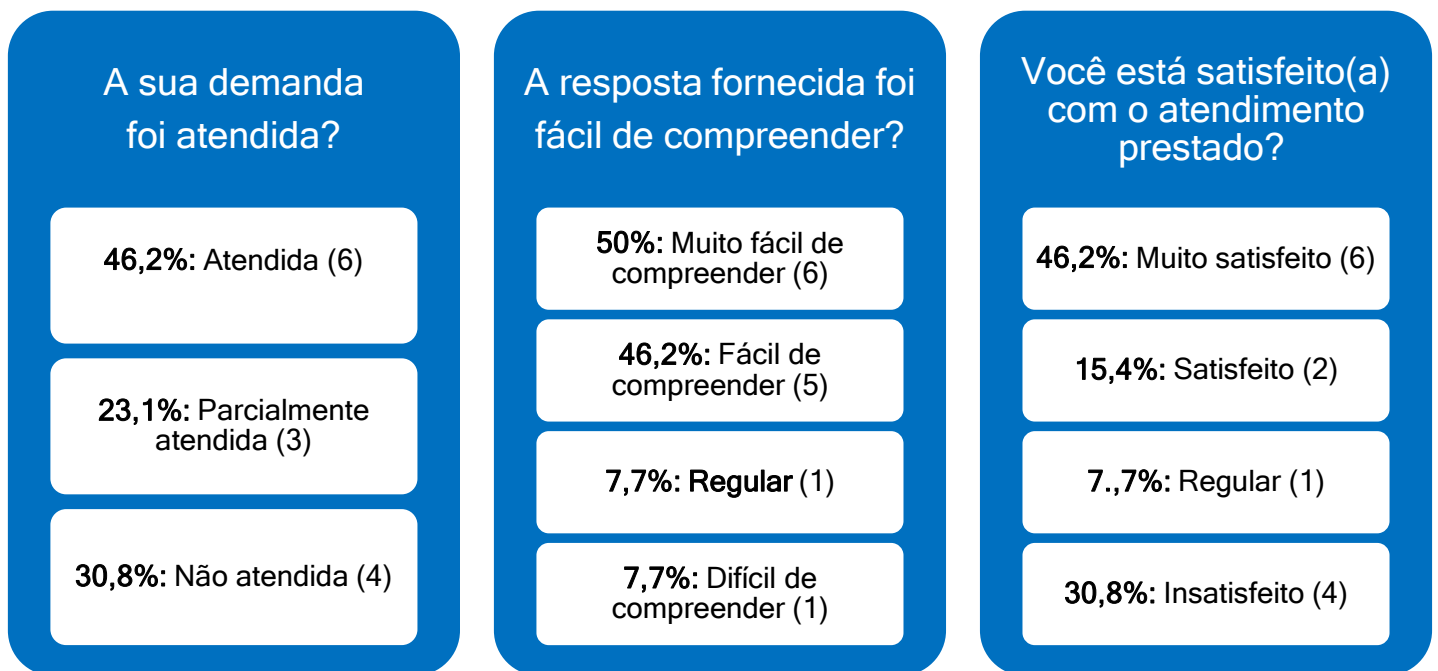 A sua demanda
foi atendida?
46,2%: Atendida (6)
23,1%: Parcialmente
atendida (3)
30,8%: Não atendida (4)
A resposta fornecida foi
fácil de compreender?
50%: Muito fácil de
compreender (6)
46,2%: Fácil de
compreender (5)
7,7%: Regular (1)
7,7%: Difícil de
compreender (1)
Você está satisfeito(a)
com o atendimento
prestado?
46,2%: Muito satisfeito (6)
15,4%: Satisfeito (2)
7.,7%: Regular (1)
30,8%: Insatisfeito (4)